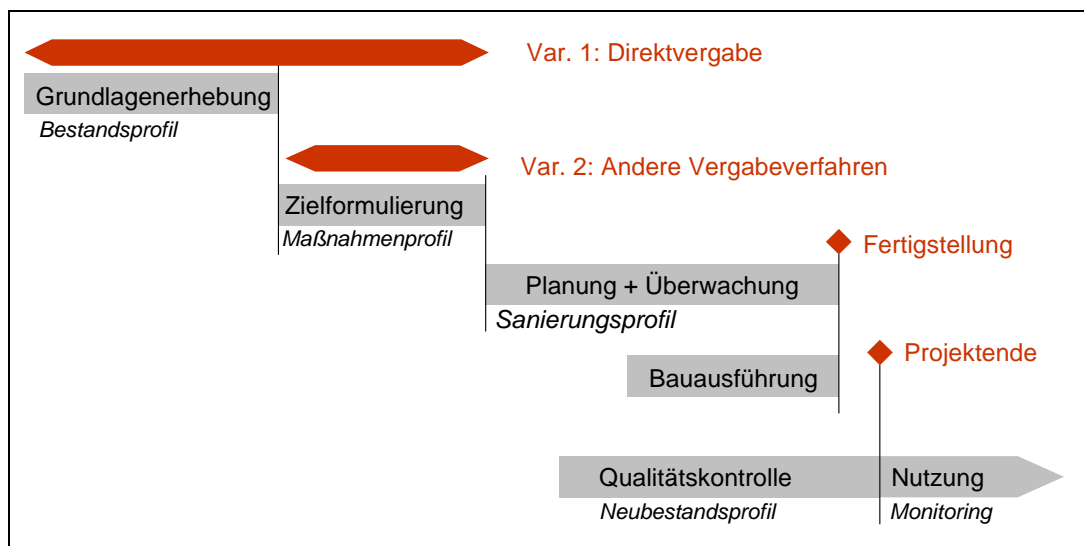 Var. 1: Direktvergabe
Grundlagenerhebung
Bestandsprofil
Var. 2: Andere Vergabeverfahren
Zielformulierung
Maßnahmenprofil
Fertigstellung
Planung + Überwachung
Sanierungsprofil
Projektende
Bauausführung
Qualitätskontrolle
Nutzung
Neubestandsprofil
Monitoring